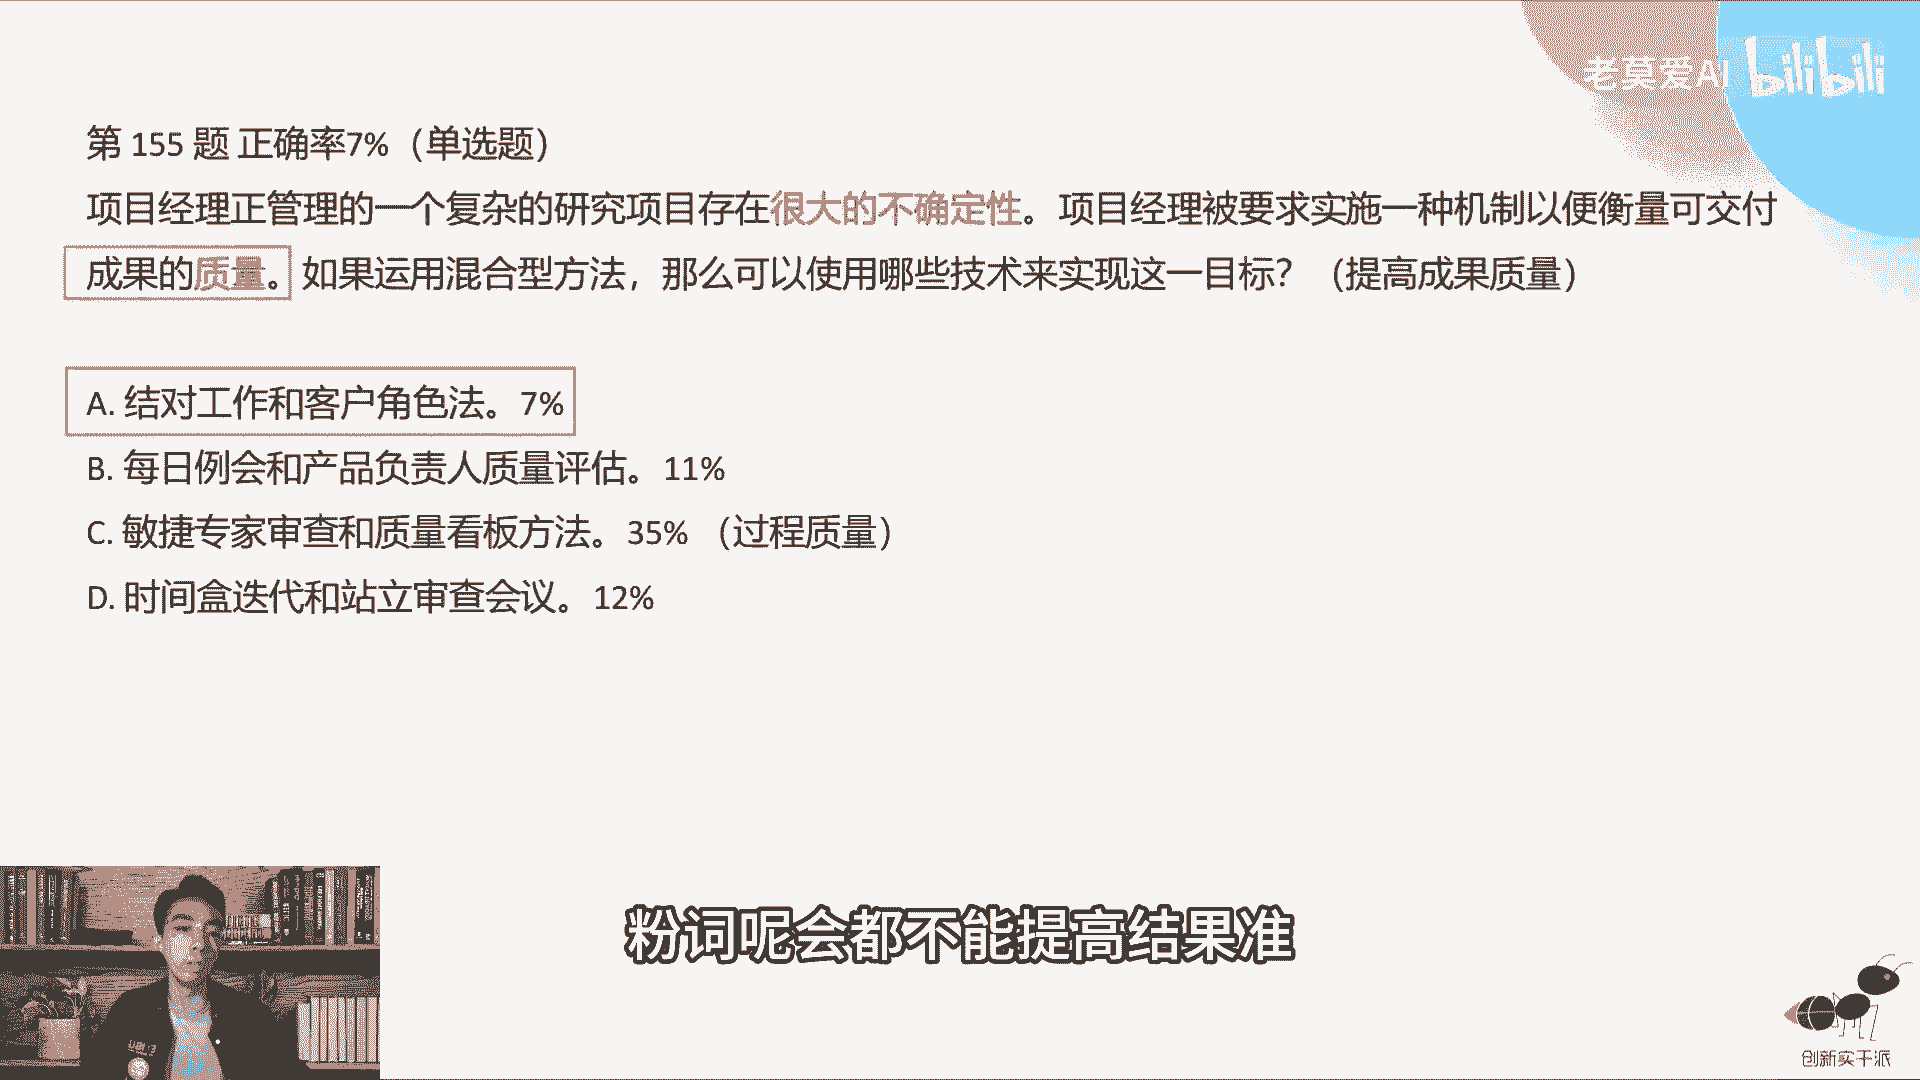 老莫爱AI bilibili
第 155 题 正确率7%（单选题）
项目经理正管理的一个复杂的研究项目存在很大的不确定性。项目经理被要求实施一种机制以便衡量可交付
成果的质量。如果运用混合型方法，那么可以使用哪些技术来实现这一目标？（提高成果质量）
A. 结对工作和客户角色法。7%
B. 每日例会和产品负责人质量评估。11%
C. 敏捷专家审查和质量看板方法。35% （过程质量）
D. 时间盒迭代和站立审查会议。12%
粉词呢会都不能提高结果准
创新实干派